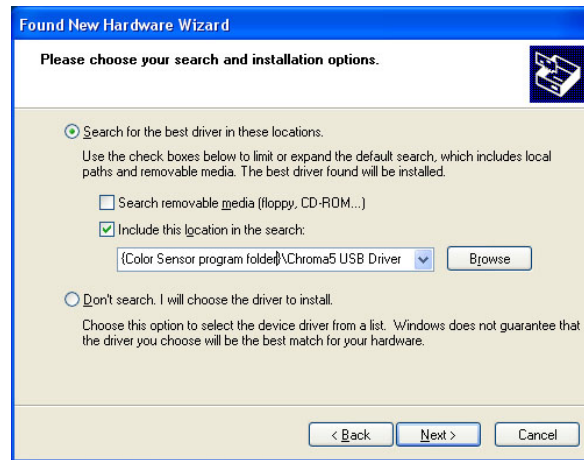 Found New Hardware Wizard
Please choose your search and installation options.
Search for the best driver in these locations.
Use the check boxes below to limit or expand the default search, which includes local
paths and removable media. The best driver found will be installed.
Search removable media (floppy, CD-ROM...)
Include this location in the search:
{Color Sensor program folder}\Chroma5 USB Driver
Browse
Don't search. I will choose the driver to install.
Choose this option to select the device driver from a list. Windows does not guarantee that
the driver you choose will be the best match for your hardware.
< Back
Next >
Cancel